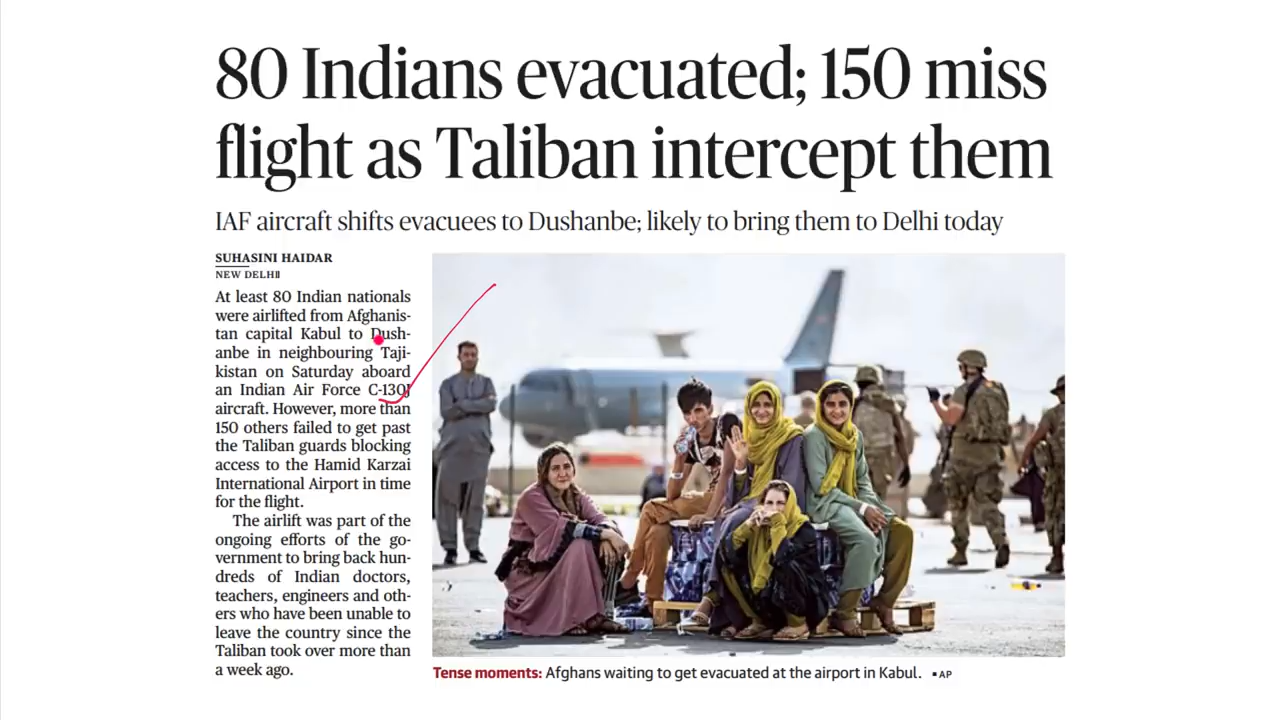 80 Indians evacuated; 150 miss
flight as Taliban intercept them
IAF aircraft shifts evacuees to Dushanbe; likely to bring them to Delhi today
SUHASINI HAIDAR
NEW DELHI
At least 80 Indian nationals
were airlifted from Afghanis-
tan capital Kabul to Dush-
anbe in neighbouring Taji-
kistan on Saturday aboard
an Indian Air Force C-130J
aircraft. However, more than
150 others failed to get past
the Taliban guards blocking
access to the Hamid Karzai
International Airport in time
for the flight.
The airlift was part of the
ongoing efforts of the go-
vernment to bring back hun-
dreds of Indian doctors,
teachers, engineers and oth-
ers who have been unable to
leave the country since the
Taliban took over more than
a week ago.
Tense moments: Afghans waiting to get evacuated at the airport in Kabul. ▪AP